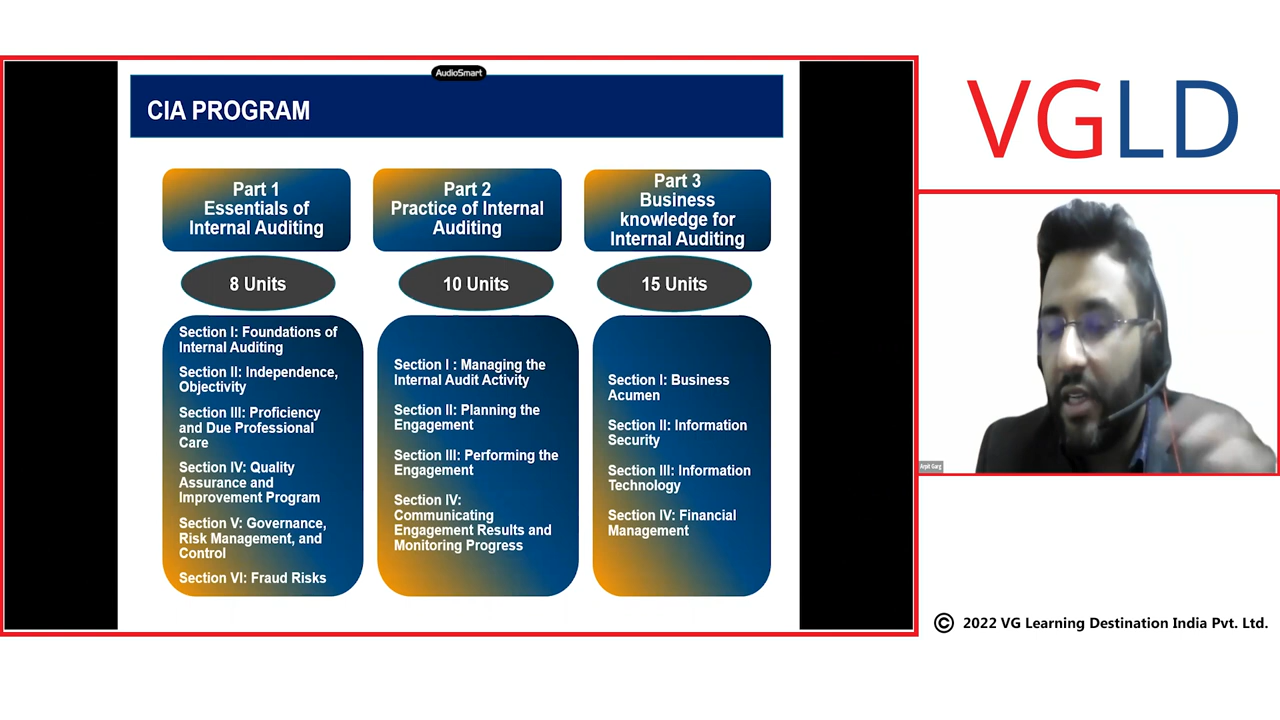 AudioSmart
CIA PROGRAM
Part 1
Essentials of
Internal Auditing
Part 2
Practice of Internal
Auditing
Part 3
Business
knowledge for
Internal Auditing
8 Units
10 Units
15 Units
Section I: Foundations of
Internal Auditing
Section II: Independence,
Objectivity
Section III: Proficiency
and Due Professional
Care
Section IV: Quality
Assurance and
Improvement Program
Section V: Governance,
Risk Management, and
Control
Section VI: Fraud Risks
Section I : Managing the
Internal Audit Activity
Section II: Planning the
Engagement
Section III: Performing the
Engagement
Section IV:
Communicating
Engagement Results and
Monitoring Progress
Section I: Business
Acumen
Section II: Information
Security
Section III: Information
Technology
Section IV: Financial
Management
VGLD
Arpit Garg
© 2022 VG Learning Destination India Pvt. Ltd.